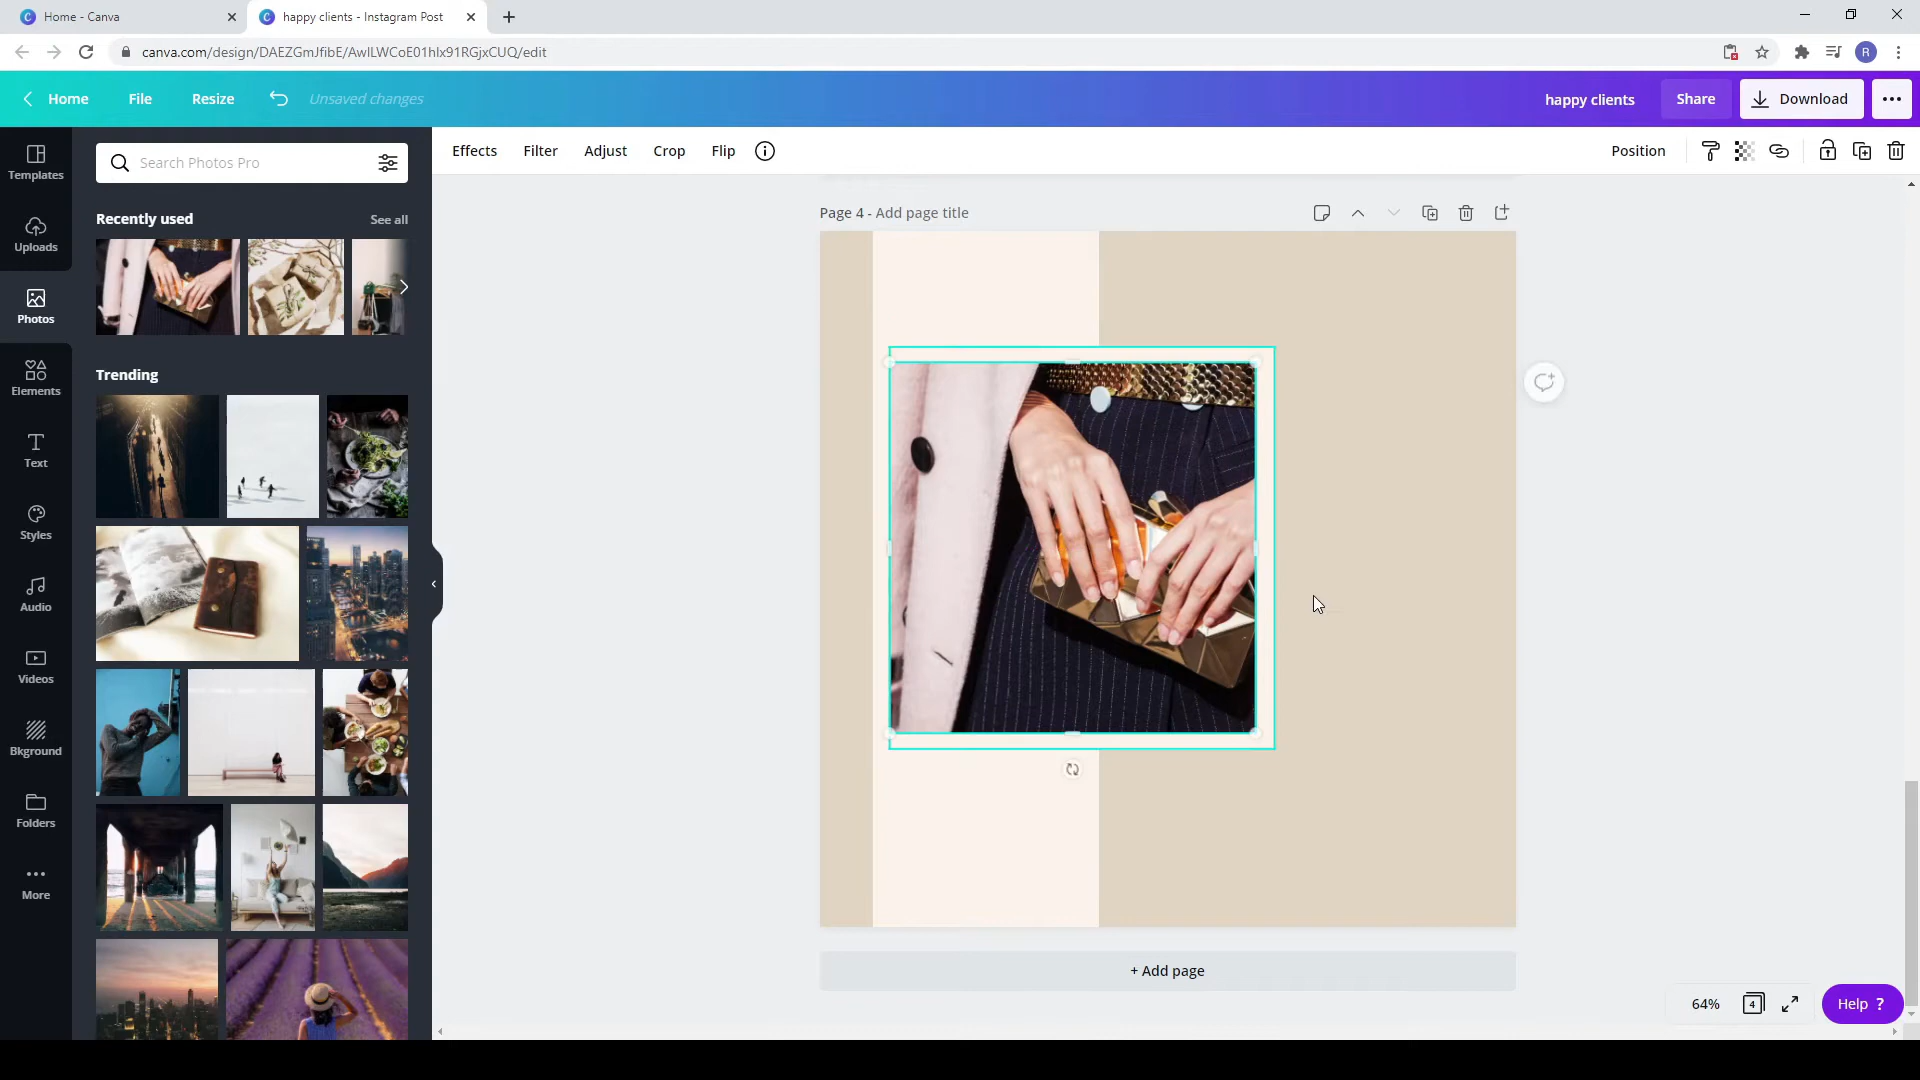 Home - Canva
happy clients - Instagram Post
canva.com/design/DAEZGmJfibE/AwILWCoE01hIx91RGjxCUQ/edit
R
Home
File
Resize
Unsaved changes
happy clients
Share
Download
Templates
Uploads
Photos
Elements
Text
Styles
Audio
Videos
Bkground
Folders
More
Search Photos Pro
Recently used
See all
Trending
Effects
Filter
Adjust
Crop
Flip
Position
Page 4 - Add page title
+ Add page
64%
4
Help ?